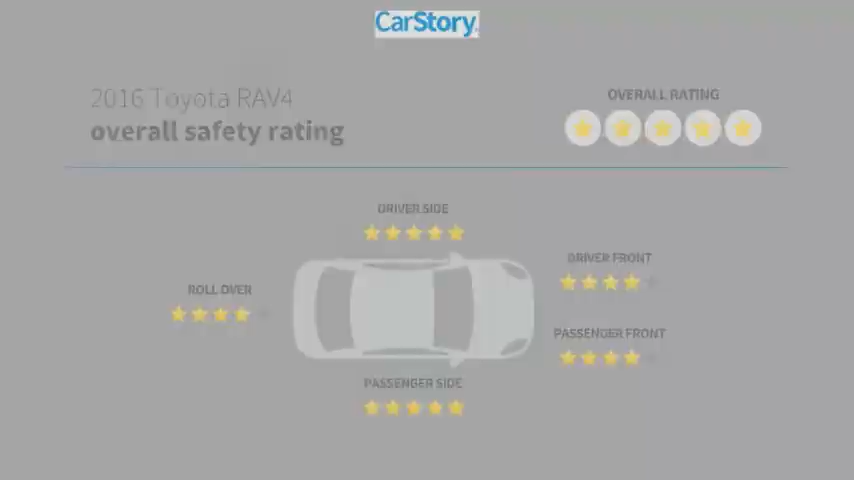 CarStory
2016 Toyota RAV4
overall safety rating
OVERALL RATING
DRIVER SIDE
DRIVER FRONT
ROLL OVER
PASSENGER FRONT
PASSENGER SIDE